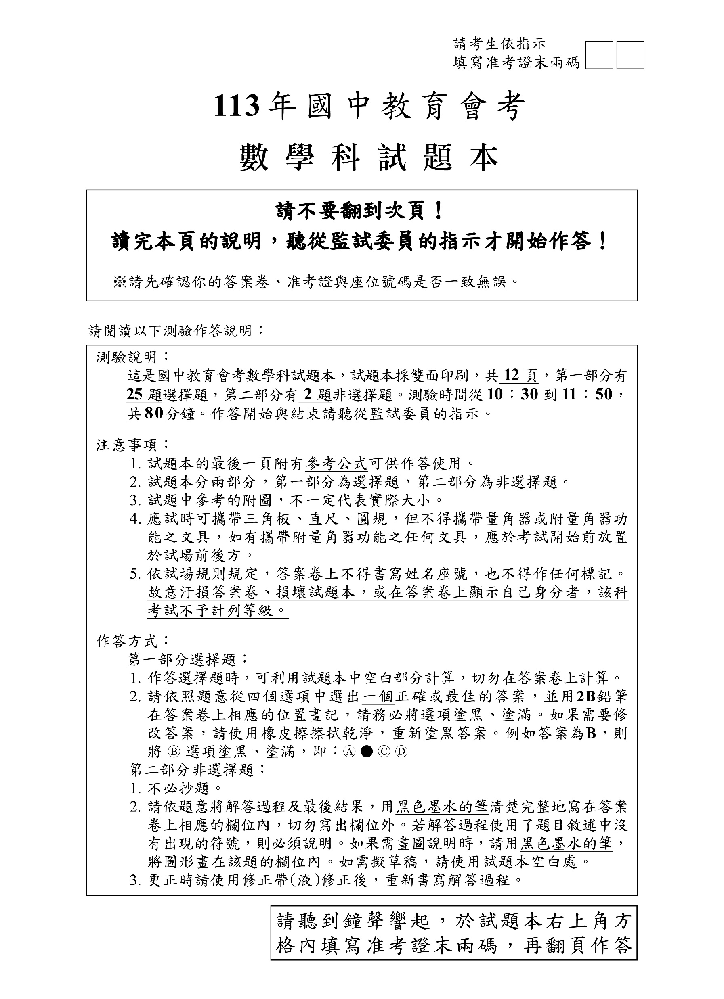 請考生依指示
填寫准考證末兩碼
113年國中教育會考
數學科試題本
請不要翻到次頁！
讀完本頁的說明，聽從監試委員的指示才開始作答！
※請先確認你的答案卷、准考證與座位號碼是否一致無誤。
請閱讀以下測驗作答說明：
測驗說明：
這是國中教育會考數學科試題本，試題本採雙面印刷，共 12 頁，第一部分有
25 題選擇題，第二部分有 2 題非選擇題。測驗時間從 10：30 到 11：50，
共 80 分鐘。作答開始與結束請聽從監試委員的指示。
注意事項：
1. 試題本的最後一頁附有參考公式可供作答使用。
2. 試題本分兩部分，第一部分為選擇題，第二部分為非選擇題。
3. 試題中參考的附圖，不一定代表實際大小。
4. 應試時可攜帶三角板、直尺、圓規，但不得攜帶量角器或附量角器功
能之文具，如有攜帶附量角器功能之任何文具，應於考試開始前放置
於試場前後方。
5. 依試場規則規定，答案卷上不得書寫姓名座號，也不得作任何標記。
故意汙損答案卷、損壞試題本，或在答案卷上顯示自己身分者，該科
考試不予計列等級。
作答方式：
第一部分選擇題：
1. 作答選擇題時，可利用試題本中空白部分計算，切勿在答案卷上計算。
2. 請依照題意從四個選項中選出一個正確或最佳的答案，並用2B鉛筆
在答案卷上相應的位置畫記，請務必將選項塗黑、塗滿。如果需要修
改答案，請使用橡皮擦擦拭乾淨，重新塗黑答案。例如答案為B，則
將 Ⓑ 選項塗黑、塗滿，即：Ⓐ ● Ⓒ Ⓓ
第二部分非選擇題：
1. 不必抄題。
2. 請依題意將解答過程及最後結果，用黑色墨水的筆清楚完整地寫在答案
卷上相應的欄位內，切勿寫出欄位外。若解答過程使用了題目敘述中沒
有出現的符號，則必須說明。如果需畫圖說明時，請用黑色墨水的筆，
將圖形畫在該題的欄位內。如需擬草稿，請使用試題本空白處。
3. 更正時請使用修正帶(液)修正後，重新書寫解答過程。
請聽到鐘聲響起，於試題本右上角方
格內填寫准考證末兩碼，再翻頁作答